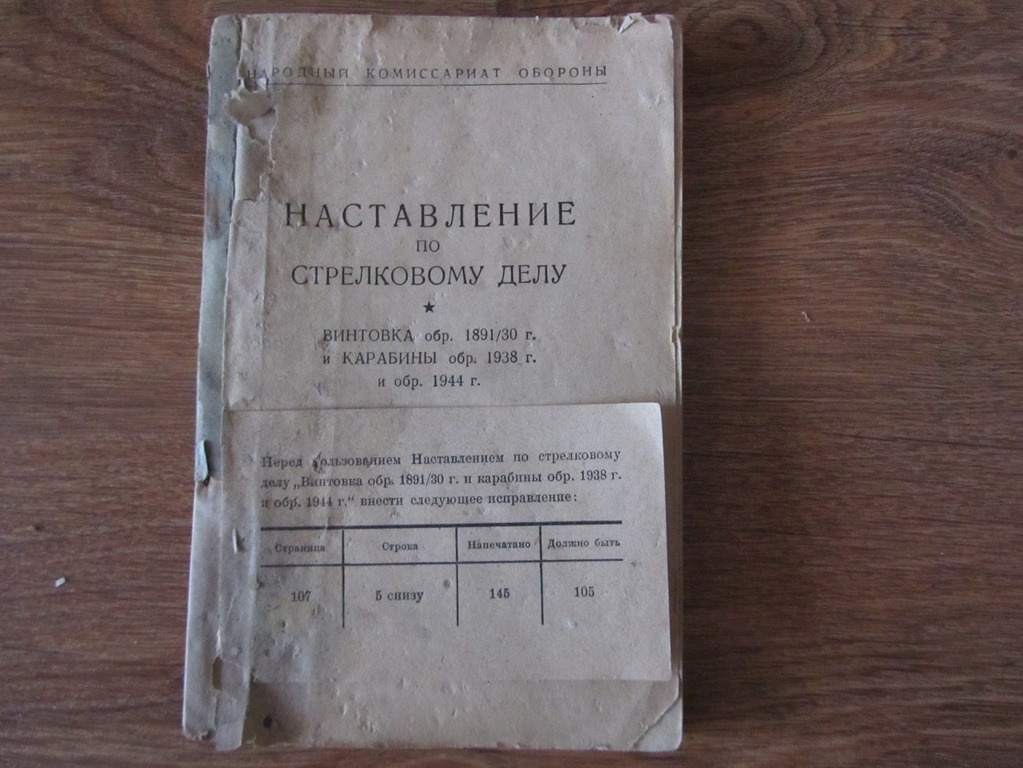 НАРОДНЫЙ КОМИССАРИАТ ОБОРОНЫ
НАСТАВЛЕНИЕ
ПО
СТРЕЛКОВОМУ ДЕЛУ
★
ВИНТОВКА обр. 1891/30 г.
и КАРАБИНЫ обр. 1938 г.
и обр. 1944 г.
Перед пользованием Наставлением по стрелковому
делу „Винтовка обр. 1891/30 г. и карабины обр. 1938 г.
и обр. 1944 г.“ внести следующее исправление:
Страница Строка Напечатано Должно быть
107 5 снизу 145 105